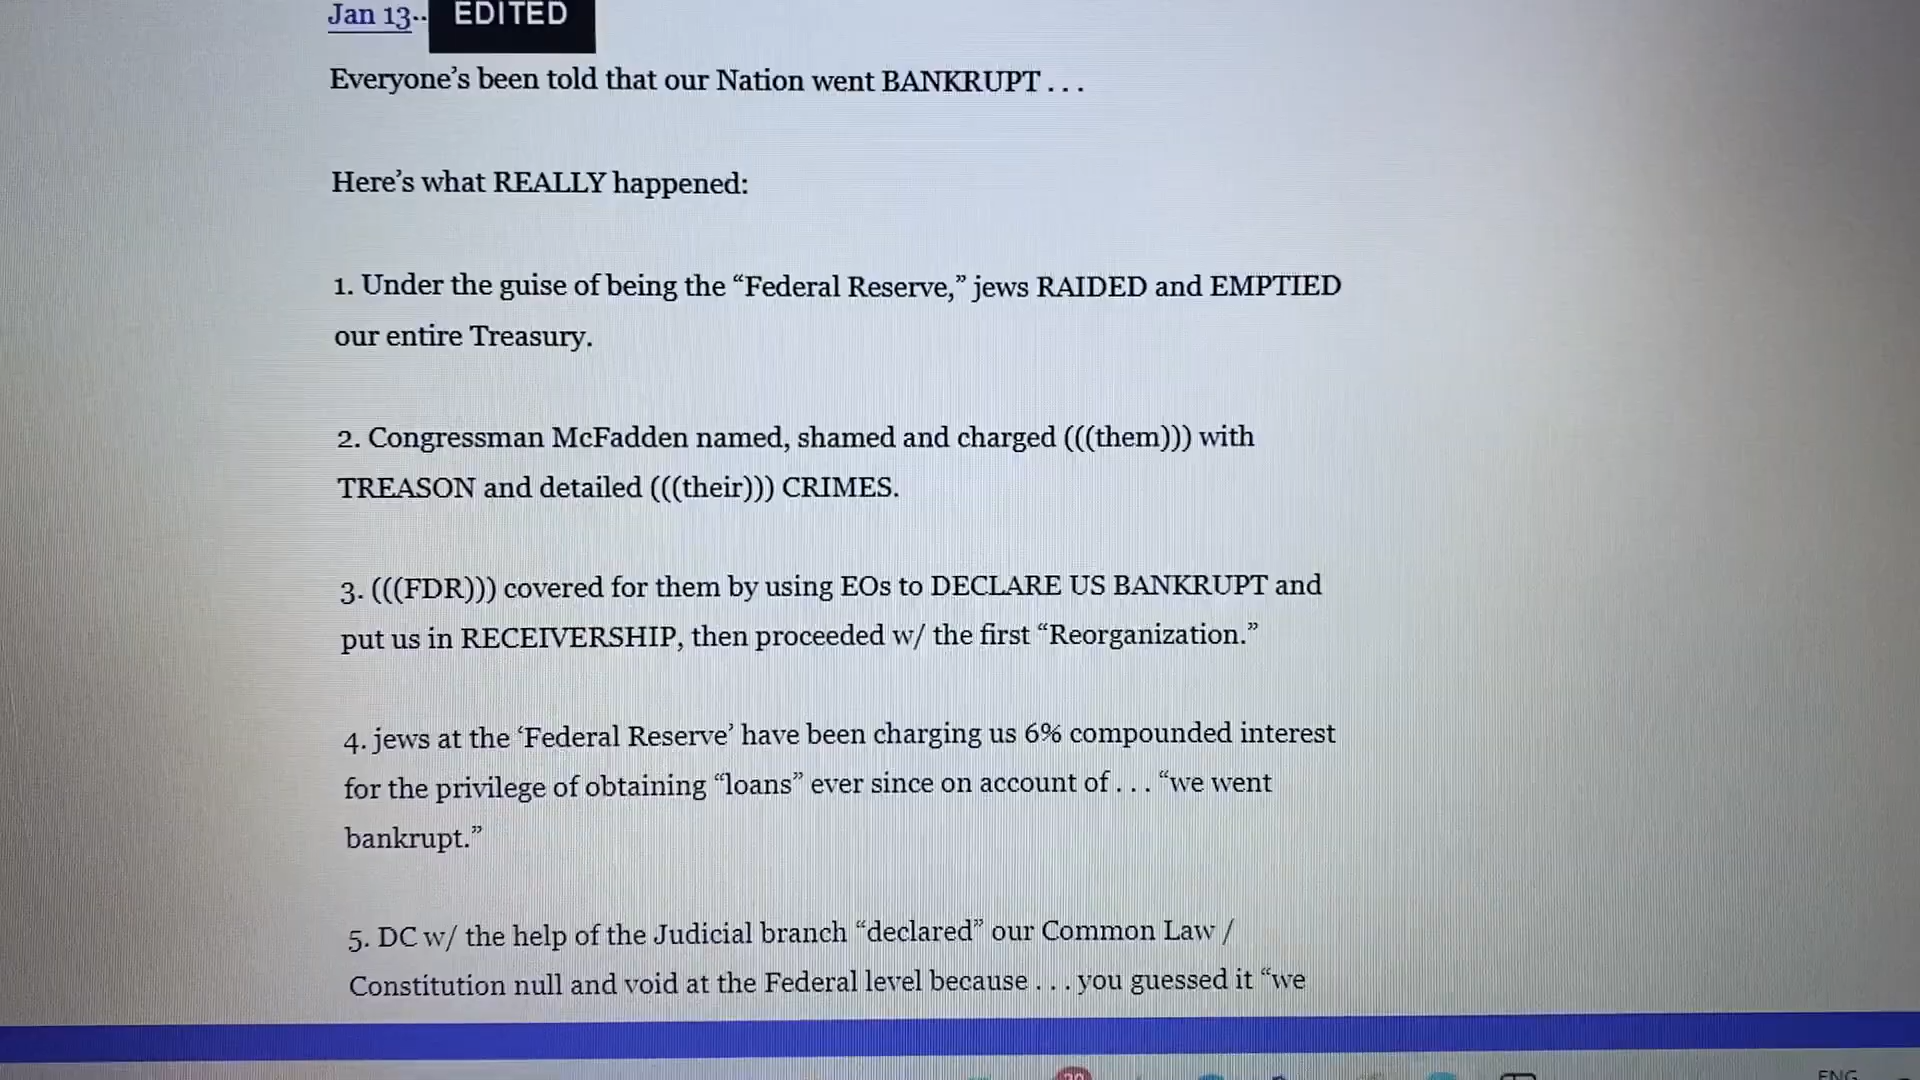 Jan 13
EDITED
Everyone’s been told that our Nation went BANKRUPT . . .
Here’s what REALLY happened:
1. Under the guise of being the “Federal Reserve,” jews RAIDED and EMPTIED
our entire Treasury.
2. Congressman McFadden named, shamed and charged (((them))) with
TREASON and detailed (((their))) CRIMES.
3. (((FDR))) covered for them by using EOs to DECLARE US BANKRUPT and
put us in RECEIVERSHIP, then proceeded w/ the first “Reorganization.”
4. jews at the ‘Federal Reserve’ have been charging us 6% compounded interest
for the privilege of obtaining “loans” ever since on account of . . . “we went
bankrupt.”
5. DC w/ the help of the Judicial branch “declared” our Common Law /
Constitution null and void at the Federal level because . . . you guessed it “we
ENG